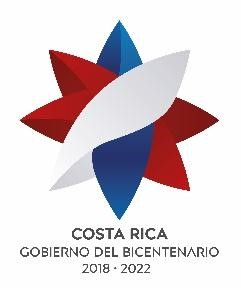 COSTA RICA
GOBIERNO DEL BICENTENARIO
2018 · 2022